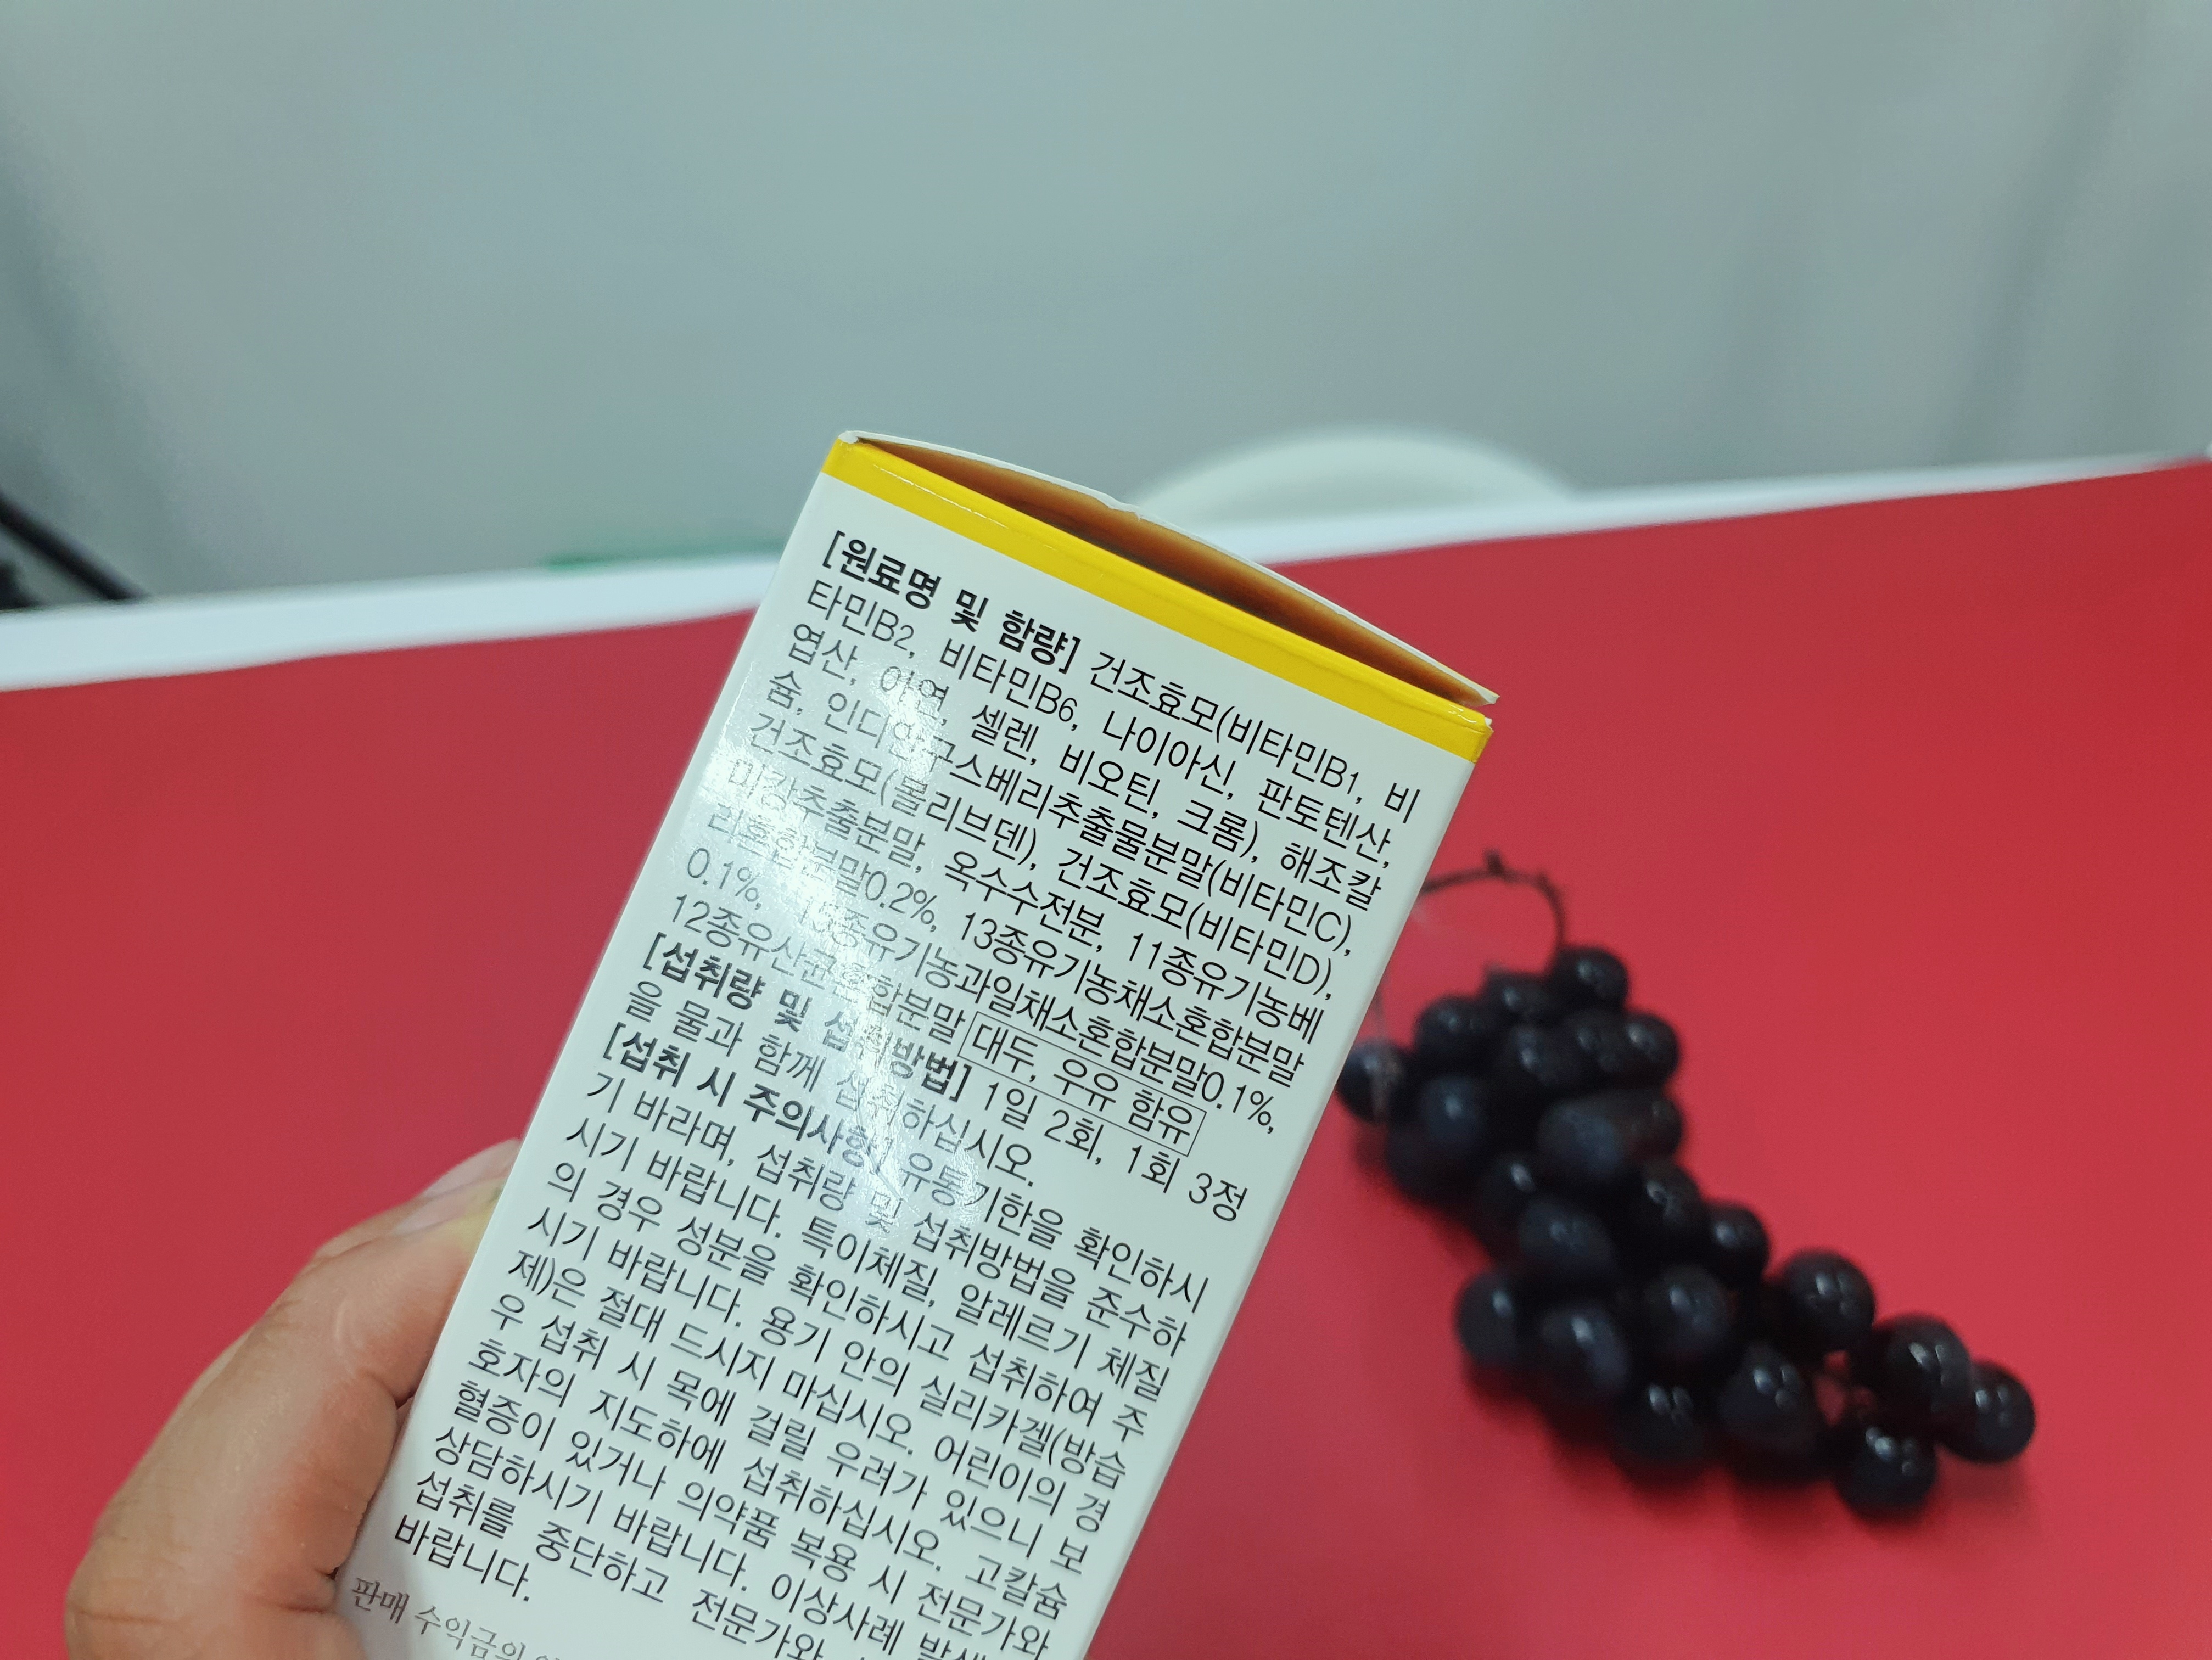 [원료명 및 함량] 건조효모(비타민B1, 비
타민B2, 비타민B6, 나이아신, 판토텐산,
엽산, 아연, 셀렌, 비오틴, 크롬), 해조칼
슘, 인디안구스베리추출물분말(비타민C),
건조효모(몰리브덴), 건조효모(비타민D),
미강추출분말, 옥수수전분, 11종유기농베
리혼합분말0.2%, 13종유기농채소혼합분말
0.1%, 15종유기농과일채소혼합분말0.1%,
12종유산균혼합분말 대두, 우유 함유
[섭취량 및 섭취방법] 1일 2회, 1회 3정
을 물과 함께 섭취하십시오.
[섭취 시 주의사항] 유통기한을 확인하시
기 바라며, 섭취량 및 섭취방법을 준수하
시기 바랍니다. 특이체질, 알레르기 체질
의 경우 성분을 확인하시고 섭취하여 주
시기 바랍니다. 용기 안의 실리카겔(방습
제)은 절대 드시지 마십시오. 어린이의 경
우 섭취 시 목에 걸릴 우려가 있으니 보
호자의 지도하에 섭취하십시오. 고칼슘
혈증이 있거나 의약품 복용 시 전문가와
상담하시기 바랍니다. 이상사례
섭취를 중단하고 전문가와
바랍니다.
판매 수익금의